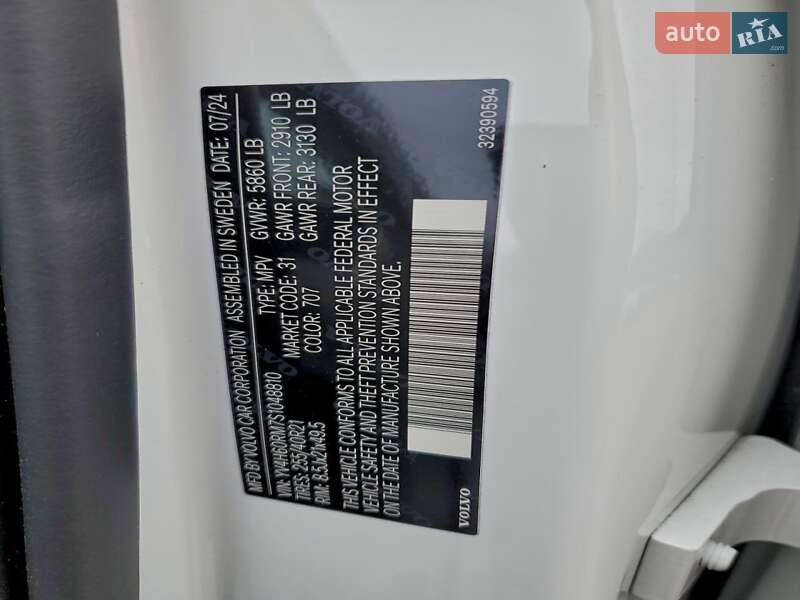 auto RIA .com
MFD BY VOLVO CAR CORPORATION ASSEMBLED IN SWEDEN DATE: 07/24
VIN: YV4H60RM7S1048810 TYPE: MPV GVWR: 5860 LB
TIRES: 255/40R21 MARKET CODE: 31 GAWR FRONT: 2910 LB
RIM: 8.5Jx21x49.5 COLOR: 707 GAWR REAR: 3130 LB
THIS VEHICLE CONFORMS TO ALL APPLICABLE FEDERAL MOTOR
VEHICLE SAFETY AND THEFT PREVENTION STANDARDS IN EFFECT
ON THE DATE OF MANUFACTURE SHOWN ABOVE.
VOLVO 32390594